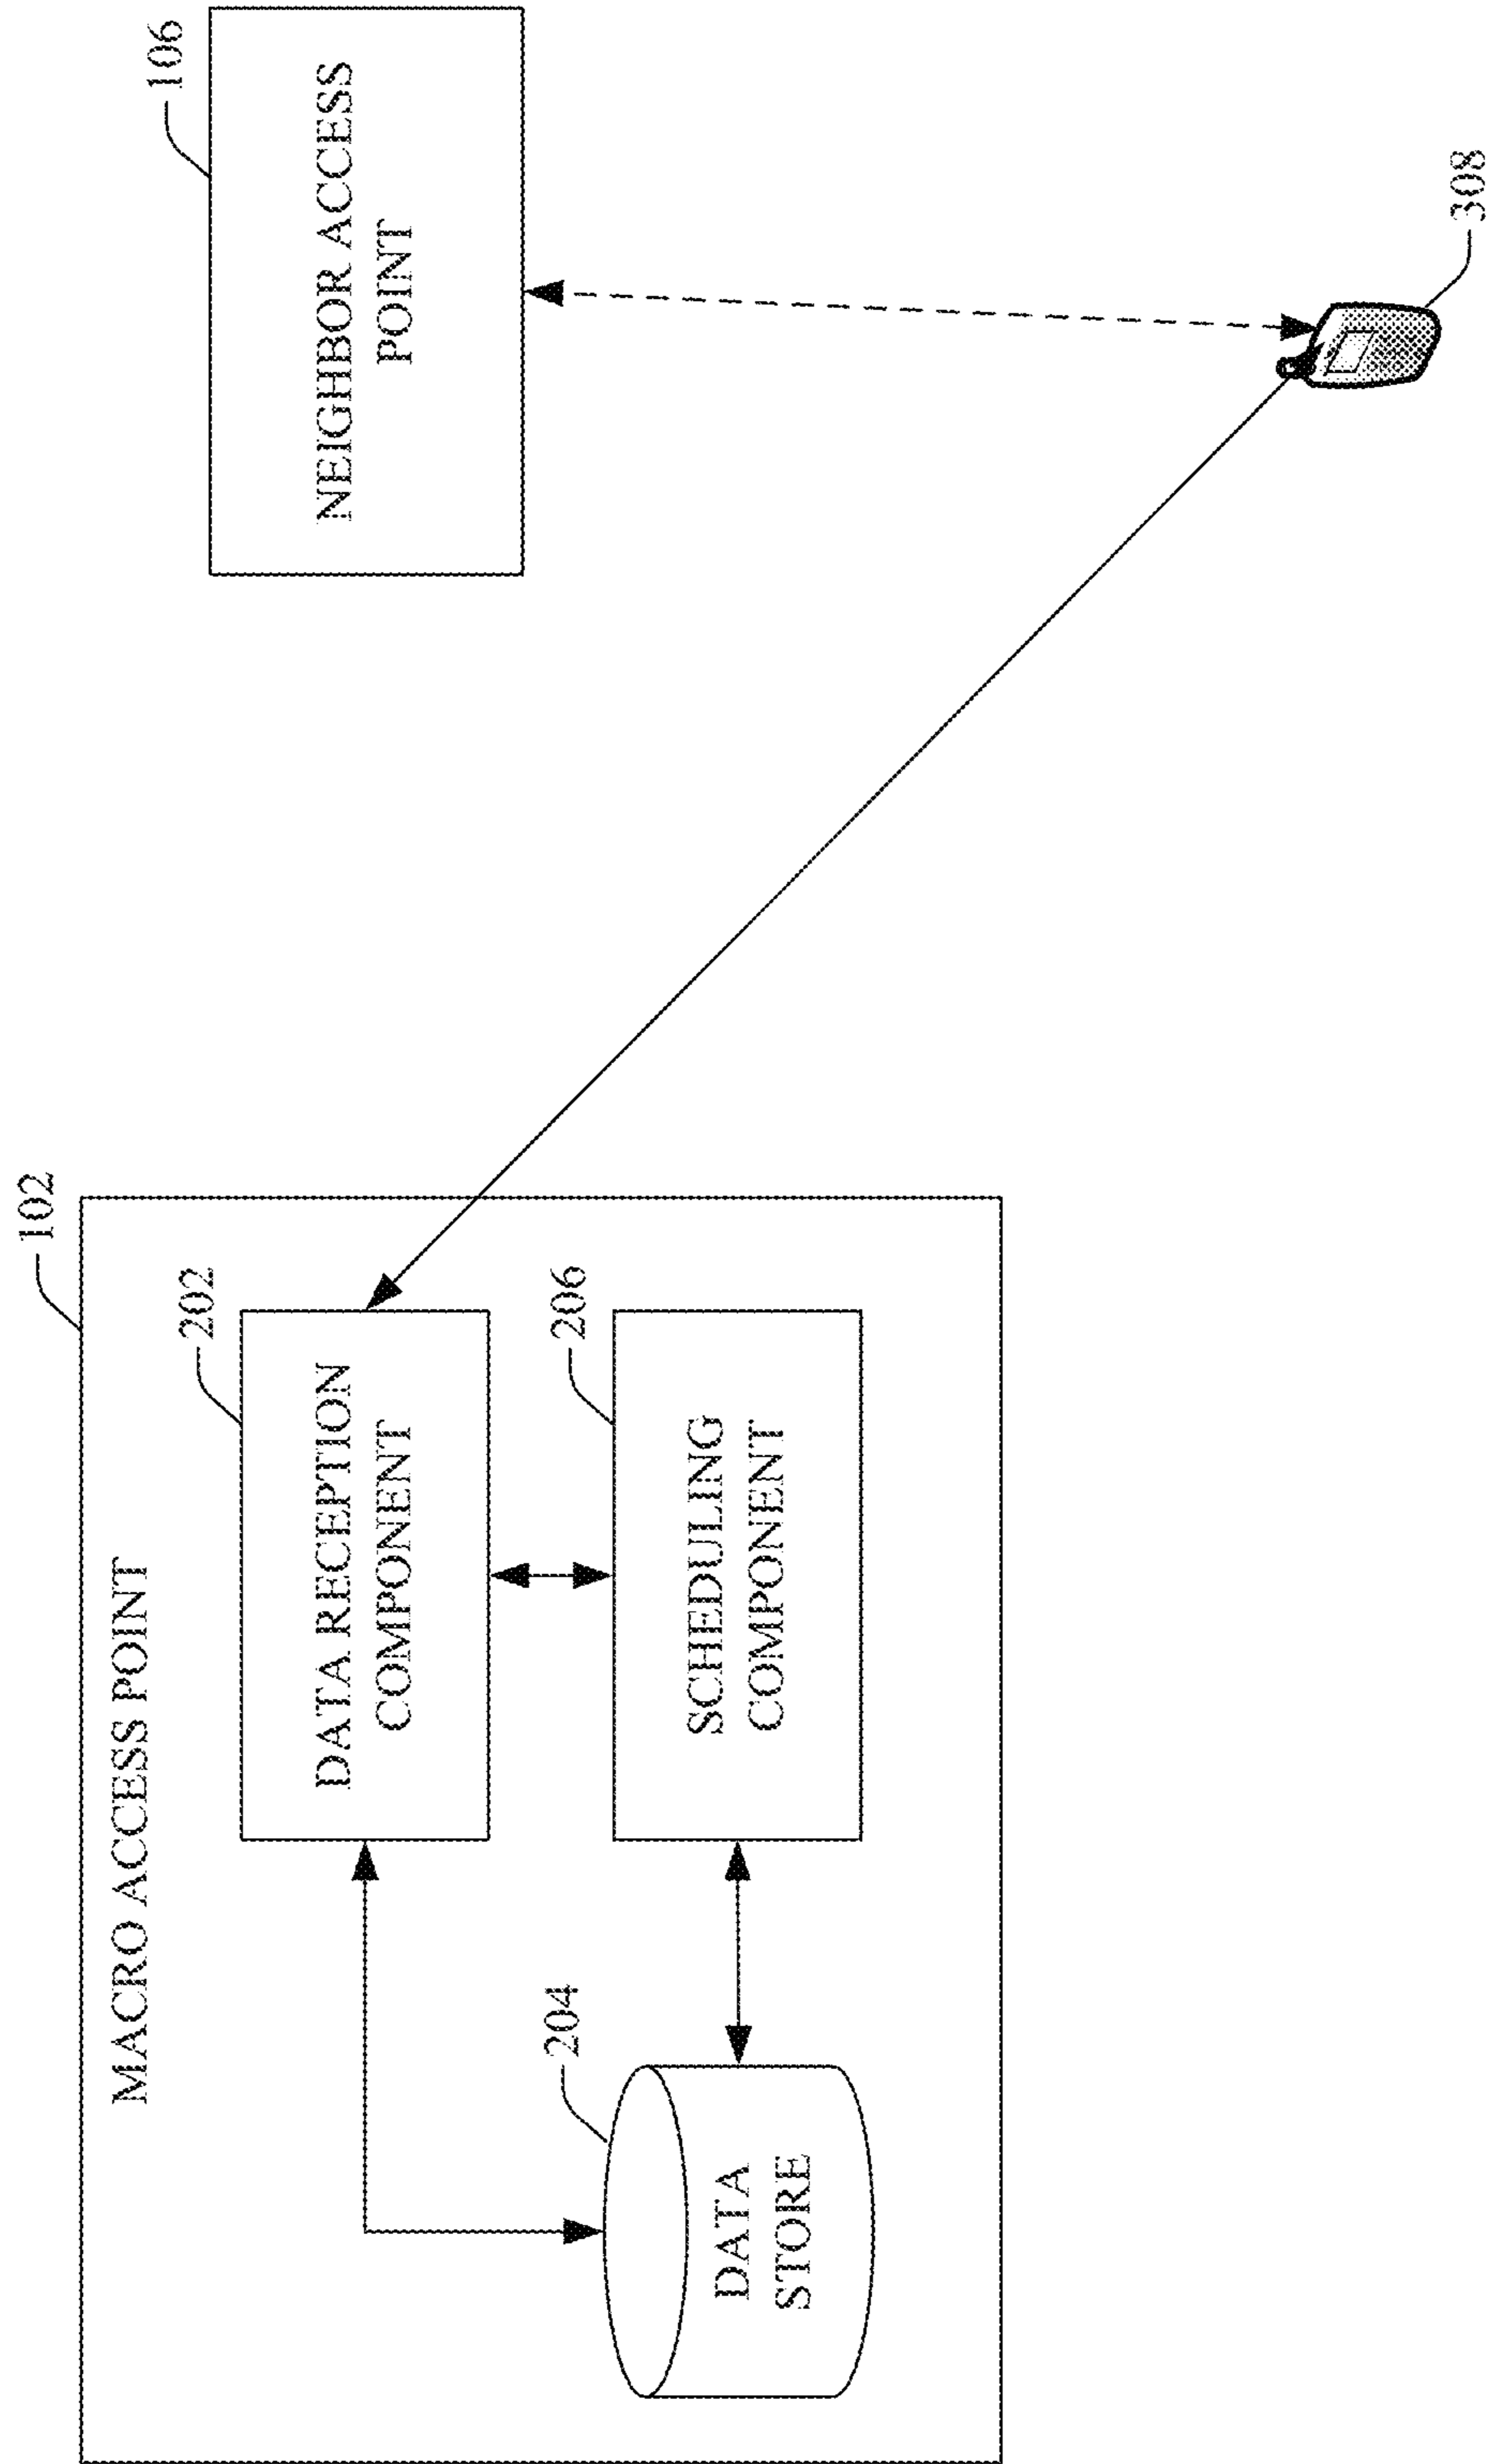 102
MACRO ACCESS POINT
202
DATA RECEPTION
COMPONENT
204
DATA
STORE
206
SCHEDULING
COMPONENT
106
NEIGHBOR ACCESS
POINT
308